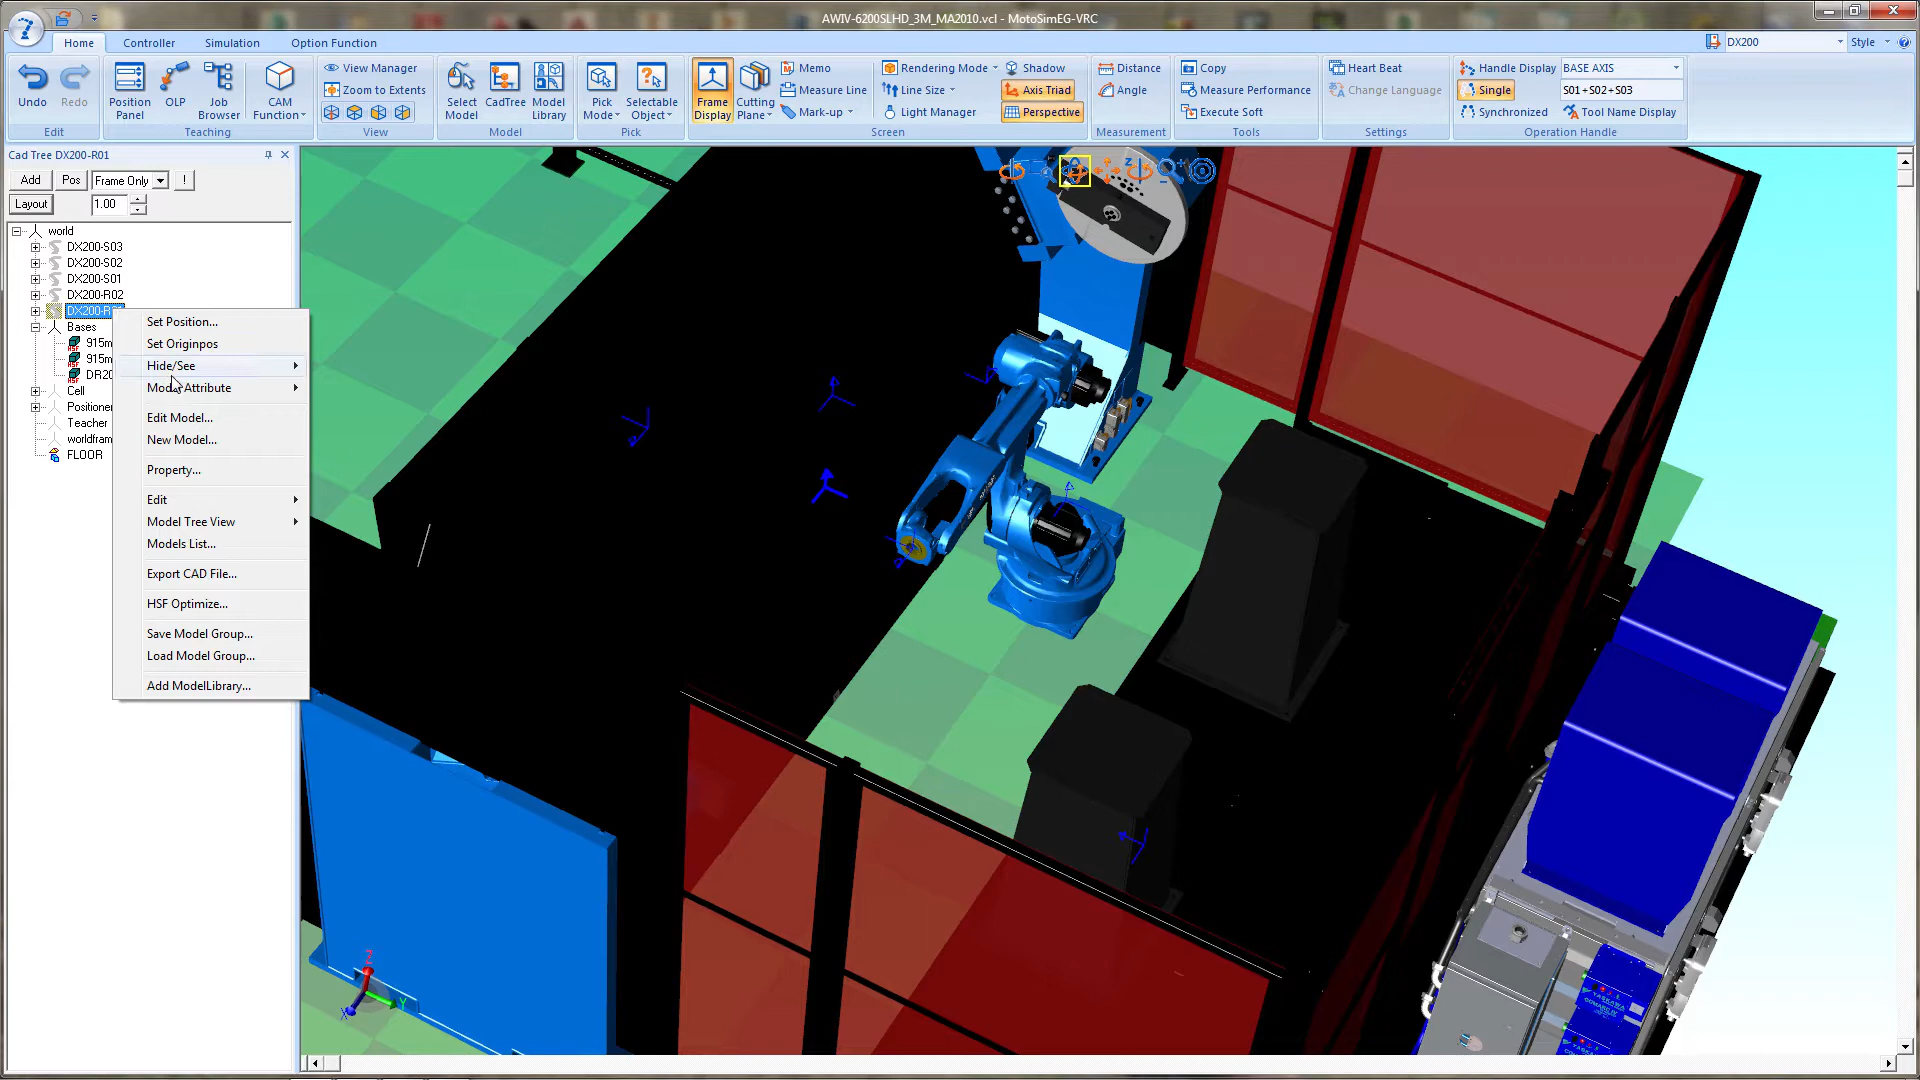 AWIV-6200SLHD_3M_MA2010.vcl - MotoSimEG-VRC
Home
Controller
Simulation
Option Function
DX200
Style
Undo
Redo
Edit
Position Panel
OLP
Job Browser
CAM Function
Teaching
View Manager
Zoom to Extents
View
Select Model
CadTree
Model Library
Model
Pick Mode
Selectable Object
Pick
Frame Display
Cutting Plane
Memo
Measure Line
Mark-up
Rendering Mode
Line Size
Light Manager
Shadow
Axis Triad
Perspective
Screen
Distance
Angle
Measurement
Copy
Measure Performance
Execute Soft
Tools
Heart Beat
Change Language
Settings
Handle Display
BASE AXIS
Single
S01+S02+S03
Synchronized
Tool Name Display
Operation Handle
Cad Tree DX200-R01
Add
Pos
Frame Only
!
Layout
1.00
world
DX200-S03
DX200-S02
DX200-S01
DX200-R02
Bases
915m
915m
Cell
Positioner
Teacher
worldfram
FLOOR
Set Position...
Set Originpos
Hide/See
Model Attribute
Edit Model...
New Model...
Property...
Edit
Model Tree View
Models List...
Export CAD File...
HSF Optimize...
Save Model Group...
Load Model Group...
Add ModelLibrary...
Z
Y
X
Z